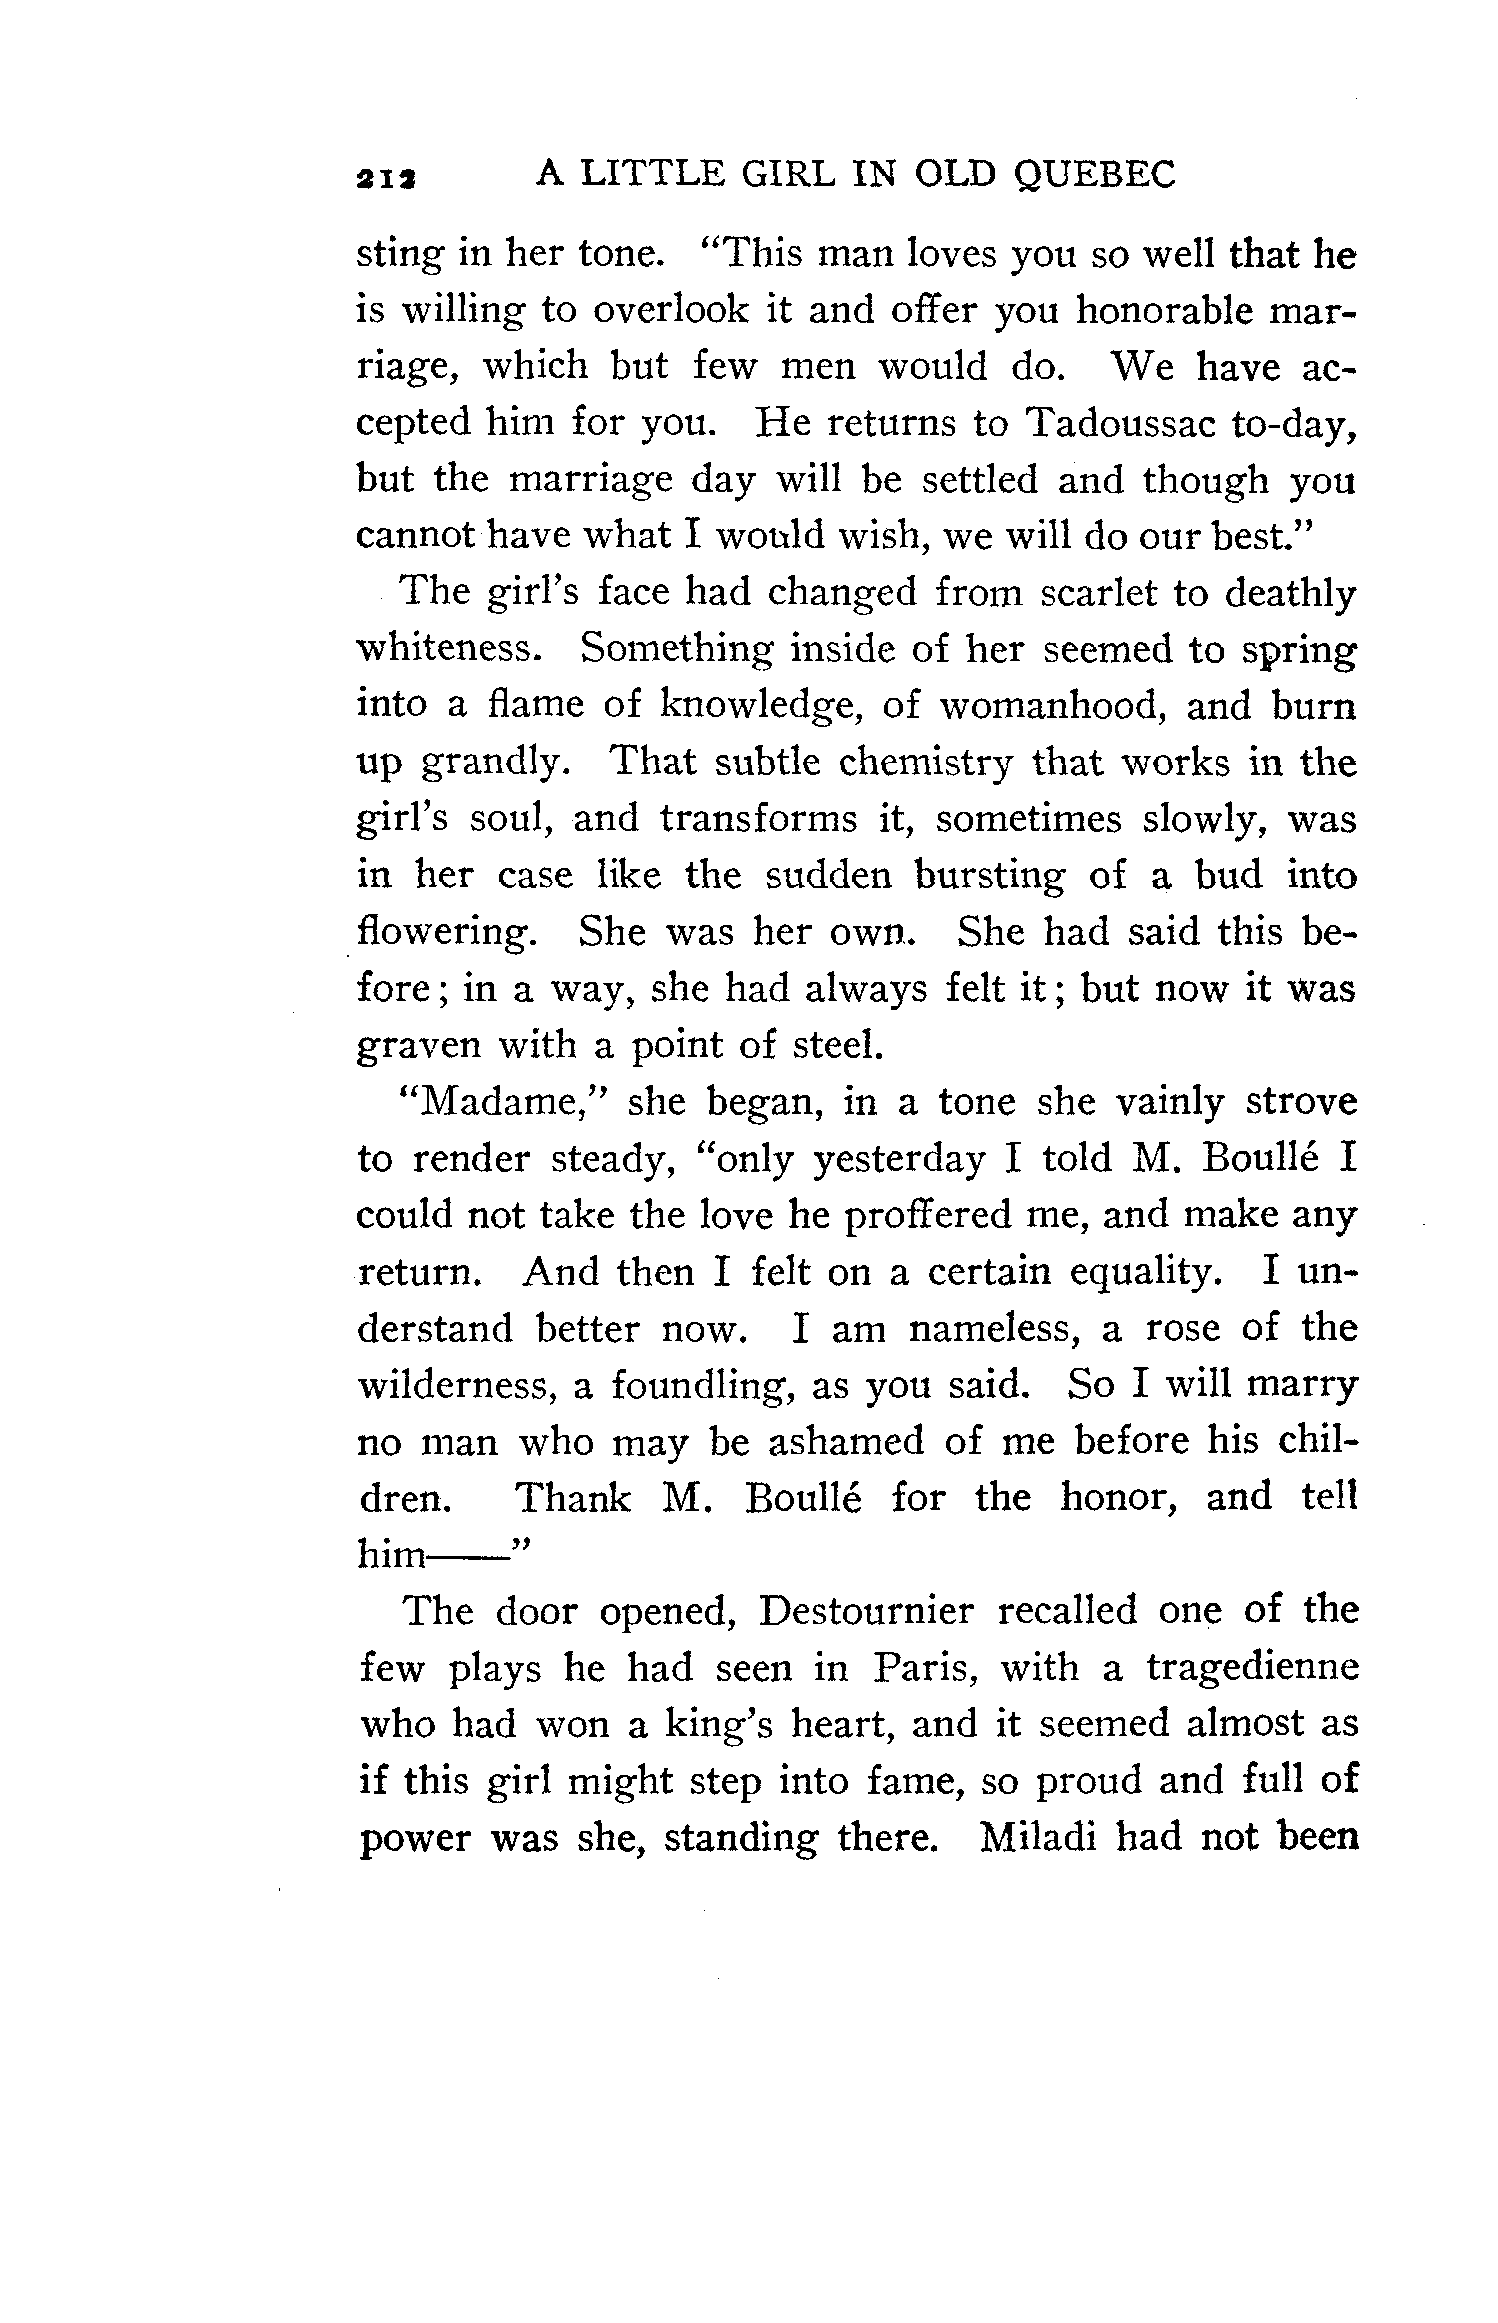 212 A LITTLE GIRL IN OLD QUEBEC
sting in her tone. “This man loves you so well that he
is willing to overlook it and offer you honorable mar-
riage, which but few men would do. We have ac-
cepted him for you. He returns to Tadoussac to-day,
but the marriage day will be settled and though you
cannot have what I would wish, we will do our best.”
The girl’s face had changed from scarlet to deathly
whiteness. Something inside of her seemed to spring
into a flame of knowledge, of womanhood, and burn
up grandly. That subtle chemistry that works in the
girl’s soul, and transforms it, sometimes slowly, was
in her case like the sudden bursting of a bud into
flowering. She was her own. She had said this be-
fore; in a way, she had always felt it; but now it was
graven with a point of steel.
“Madame,” she began, in a tone she vainly strove
to render steady, “only yesterday I told M. Boullé I
could not take the love he proffered me, and make any
return. And then I felt on a certain equality. I un-
derstand better now. I am nameless, a rose of the
wilderness, a foundling, as you said. So I will marry
no man who may be ashamed of me before his chil-
dren. Thank M. Boullé for the honor, and tell
him——”
The door opened, Destournier recalled one of the
few plays he had seen in Paris, with a tragedienne
who had won a king’s heart, and it seemed almost as
if this girl might step into fame, so proud and full of
power was she, standing there. Miladi had not been